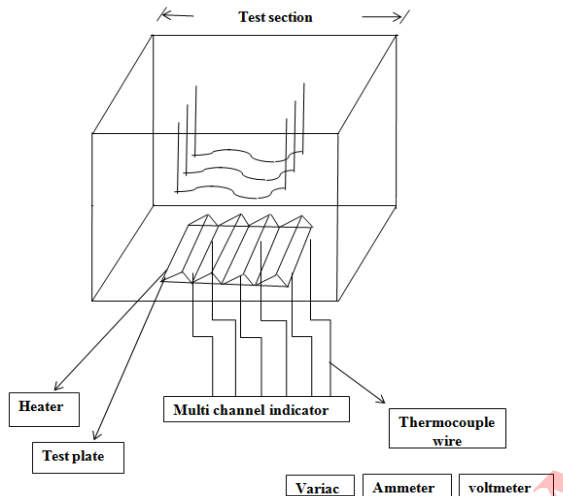 Test section
Heater
Multi channel indicator
Thermocouple
wire
Test plate
Variac
Ammeter
voltmeter